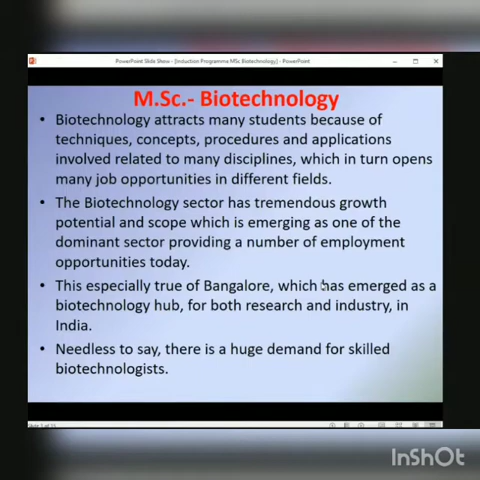 PowerPoint Slide Show - [Induction Programma MSc Biotechnology] - PowerPoint
M.Sc.- Biotechnology
• Biotechnology attracts many students because of
techniques, concepts, procedures and applications
involved related to many disciplines, which in turn opens
many job opportunities in different fields.
• The Biotechnology sector has tremendous growth
potential and scope which is emerging as one of the
dominant sector providing a number of employment
opportunities today.
• This especially true of Bangalore, which has emerged as a
biotechnology hub, for both research and industry, in
India.
• Needless to say, there is a huge demand for skilled
biotechnologists.
InShOt